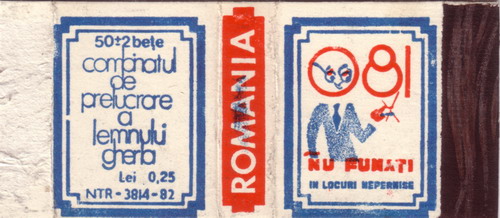 50±2 bețe
combinatul
de
prelucrare
a
lemnului
gherla
Lei 0,25
NTR-3814-82
ROMANIA
081
NU FUMAȚI
IN LOCURI NEPERMISE